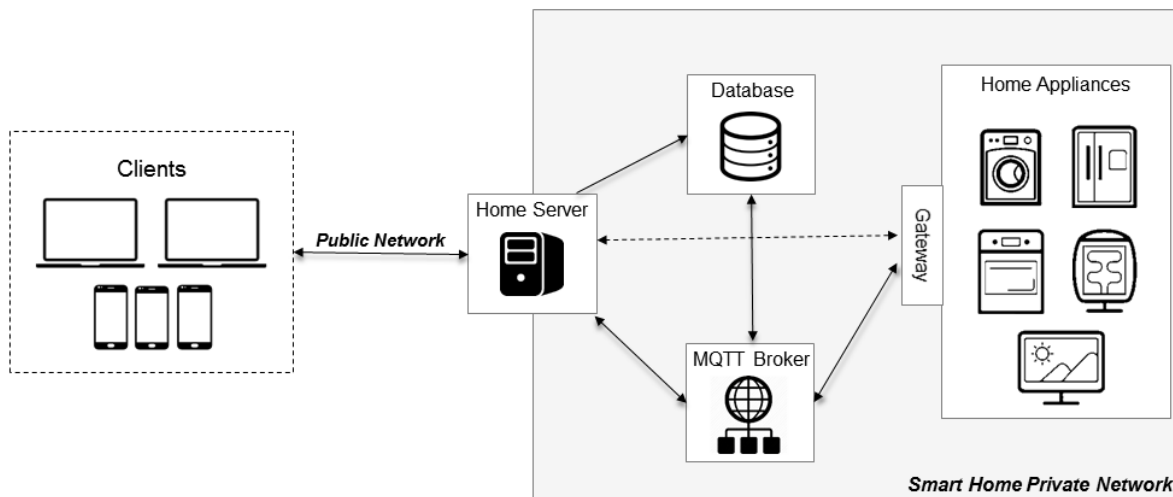 Clients
Public Network
Home Server
Database
MQTT Broker
Gateway
Home Appliances
Smart Home Private Network